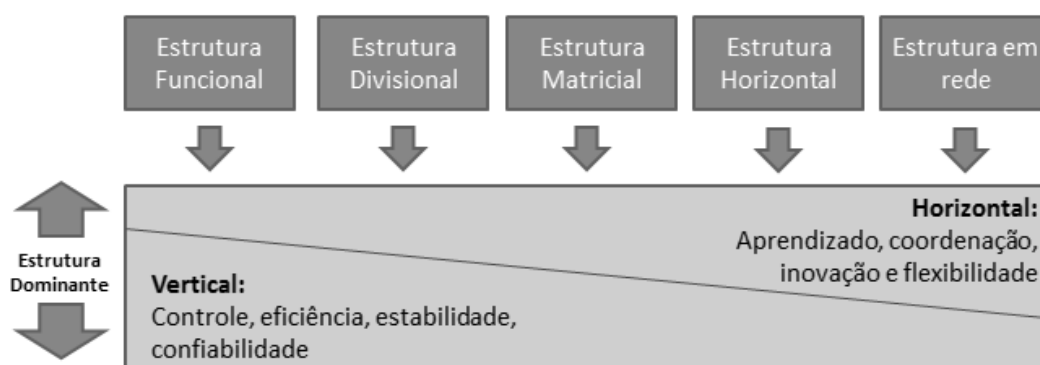 Estrutura
Funcional
Estrutura
Divisional
Estrutura
Matricial
Estrutura
Horizontal
Estrutura em
rede
Estrutura
Dominante
Horizontal:
Aprendizado, coordenação,
inovação e flexibilidade
Vertical:
Controle, eficiência, estabilidade,
confiabilidade